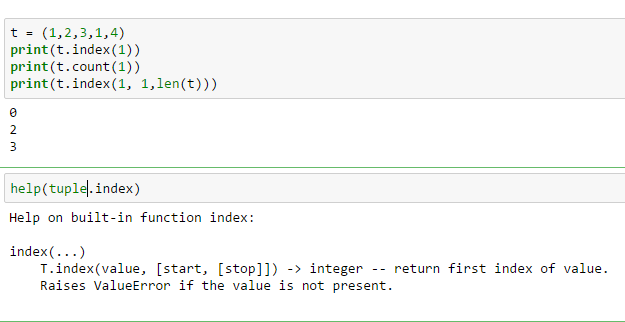 t = (1,2,3,1,4)
print(t.index(1))
print(t.count(1))
print(t.index(1, 1,len(t)))
0
2
3
help(tuple.index)
Help on built-in function index:
index(...)
    T.index(value, [start, [stop]]) -> integer -- return first index of value.
    Raises ValueError if the value is not present.